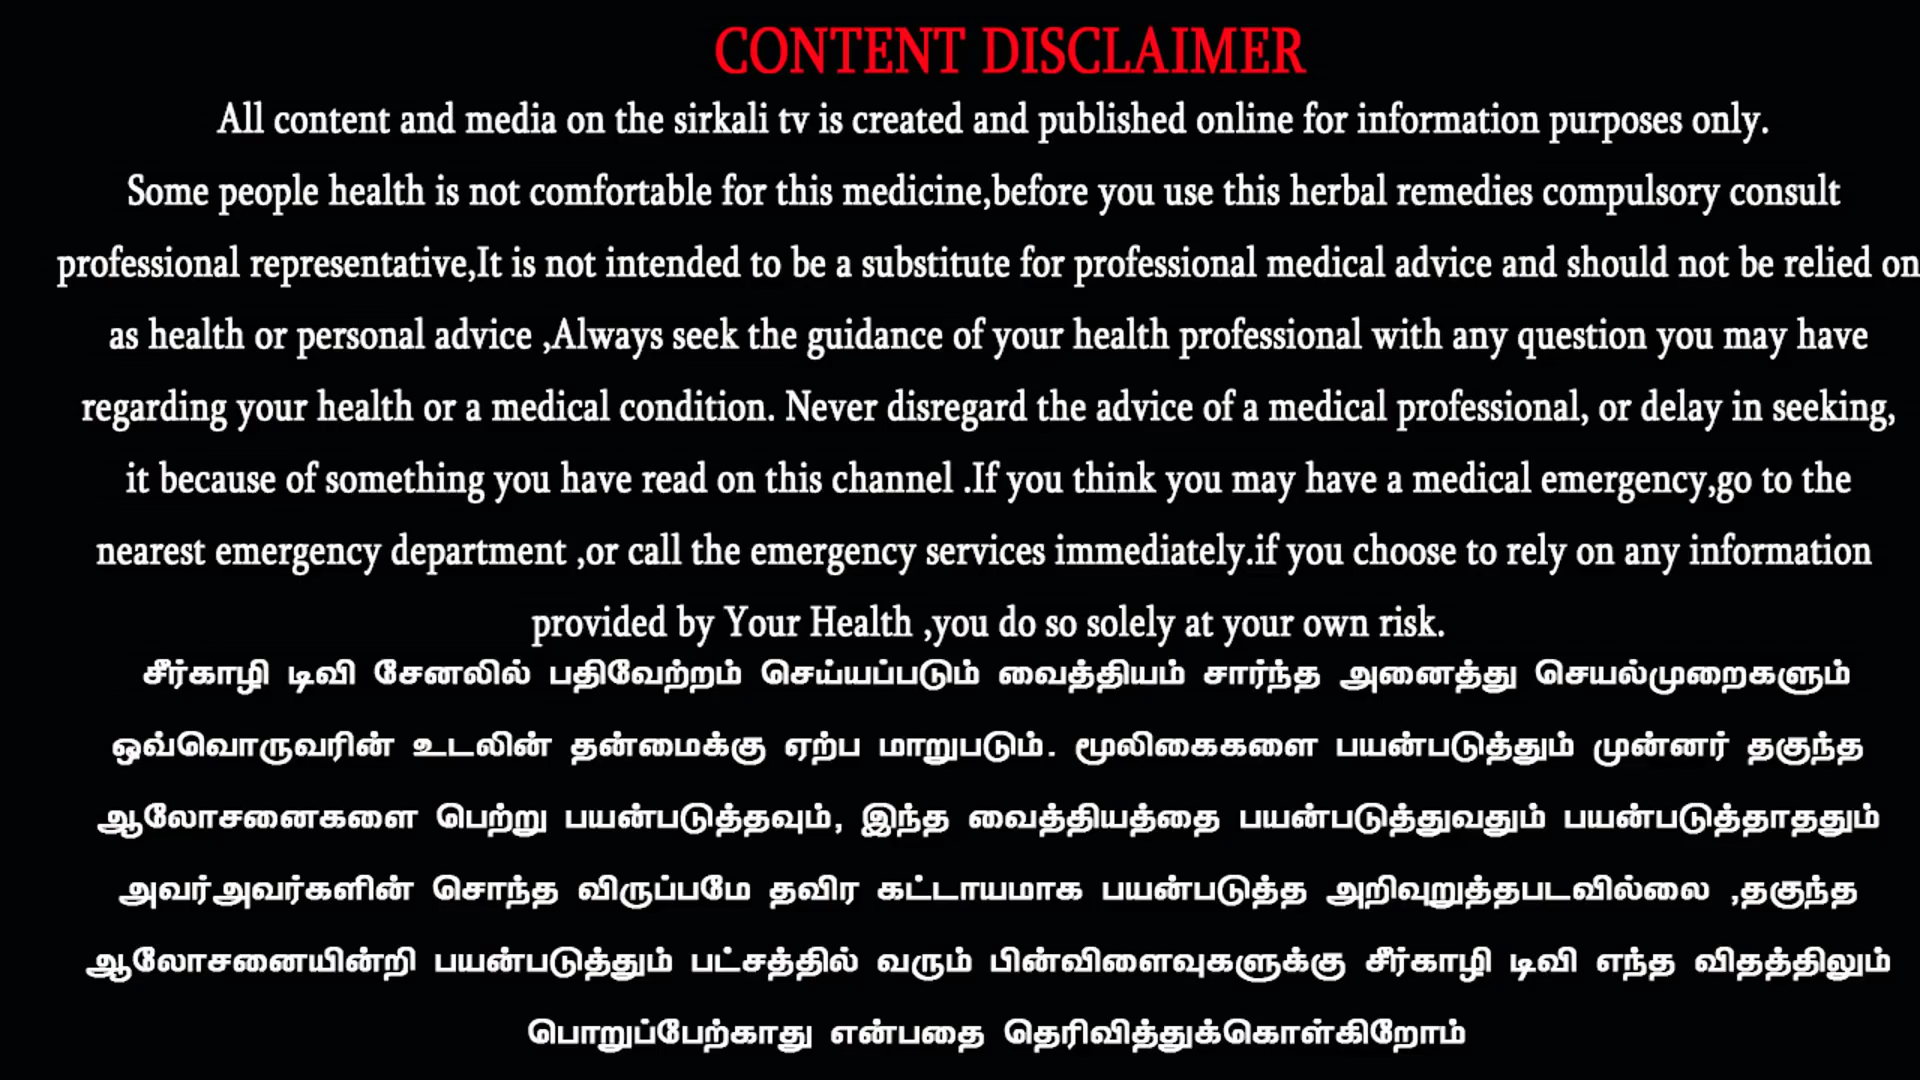 CONTENT DISCLAIMER
All content and media on the sirkali tv is created and published online for information purposes only.
Some people health is not comfortable for this medicine,before you use this herbal remedies compulsory consult
professional representative,It is not intended to be a substitute for professional medical advice and should not be relied on
as health or personal advice ,Always seek the guidance of your health professional with any question you may have
regarding your health or a medical condition. Never disregard the advice of a medical professional, or delay in seeking,
it because of something you have read on this channel .If you think you may have a medical emergency,go to the
nearest emergency department ,or call the emergency services immediately.if you choose to rely on any information
provided by Your Health ,you do so solely at your own risk.
சீர்காழி டிவி சேனலில் பதிவேற்றம் செய்யப்படும் வைத்தியம் சார்ந்த அனைத்து செயல்முறைகளும்
ஒவ்வொருவரின் உடலின் தன்மைக்கு ஏற்ப மாறுபடும். மூலிகைகளை பயன்படுத்தும் முன்னர் தகுந்த
ஆலோசனைகளை பெற்று பயன்படுத்தவும், இந்த வைத்தியத்தை பயன்படுத்துவதும் பயன்படுத்தாததும்
அவர்அவர்களின் சொந்த விருப்பமே தவிர கட்டாயமாக பயன்படுத்த அறிவுறுத்தபடவில்லை ,தகுந்த
ஆலோசனையின்றி பயன்படுத்தும் பட்சத்தில் வரும் பின்விளைவுகளுக்கு சீர்காழி டிவி எந்த விதத்திலும்
பொறுப்பேற்காது என்பதை தெரிவித்துக்கொள்கிறோம்